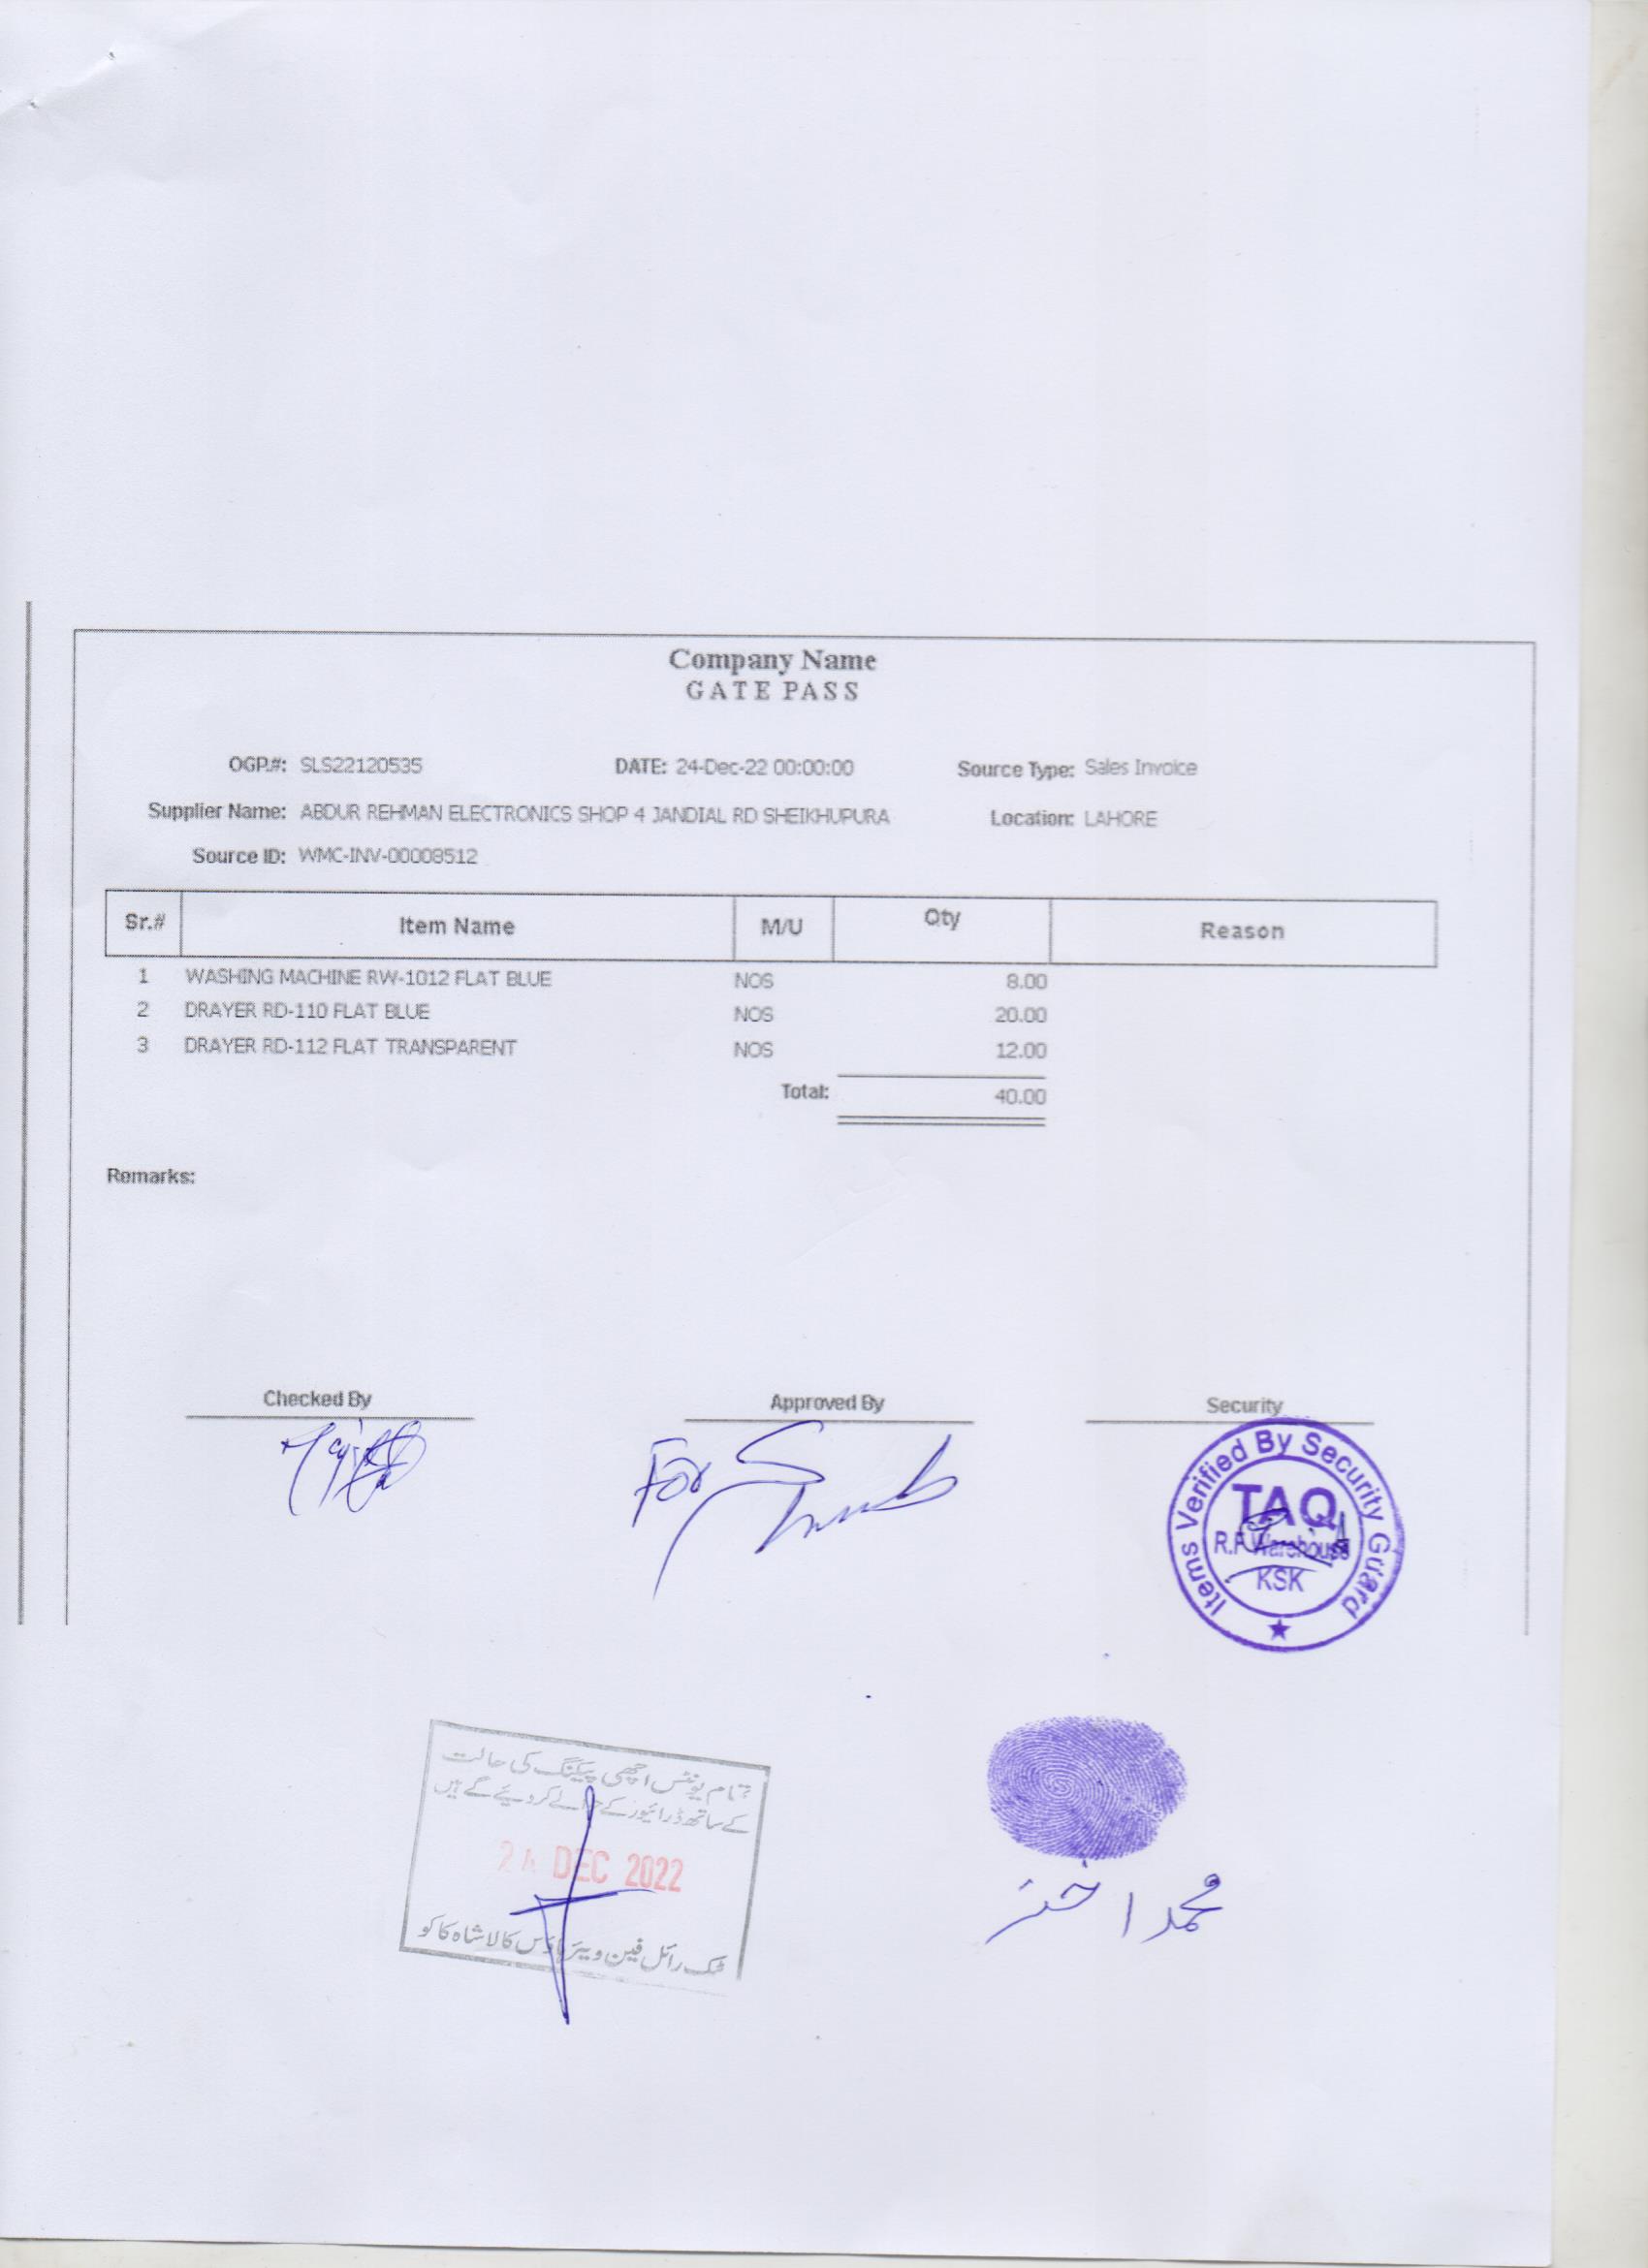 Company Name
GATE PASS
OGP.#: SLS22120535 DATE: 24-Dec-22 00:00:00 Source Type: Sales Invoice
Supplier Name: ABDUR REHMAN ELECTRONICS SHOP 4 JANDIAL RD SHEIKHUPURA Location: LAHORE
Source ID: WMC-INV-00008512
Sr.# Item Name M/U Qty Reason
1 WASHING MACHINE RW-1012 FLAT BLUE NOS 8.00
2 DRAYER RD-110 FLAT BLUE NOS 20.00
3 DRAYER RD-112 FLAT TRANSPARENT NOS 12.00
Total: 40.00
Remarks:
Checked By Approved By Security
For
Items Verified By Security Guard
TAQ
R.F Warehouse
KSK
تمام یونٹس اچھی پیکنگ کی حالت
کے ساتھ ڈرائیور کے حوالے کر دیئے گے ہیں
24 DEC 2022
ٹک رائل فین ویئر ہاؤس کالا شاہ کاکو
محمد اختر